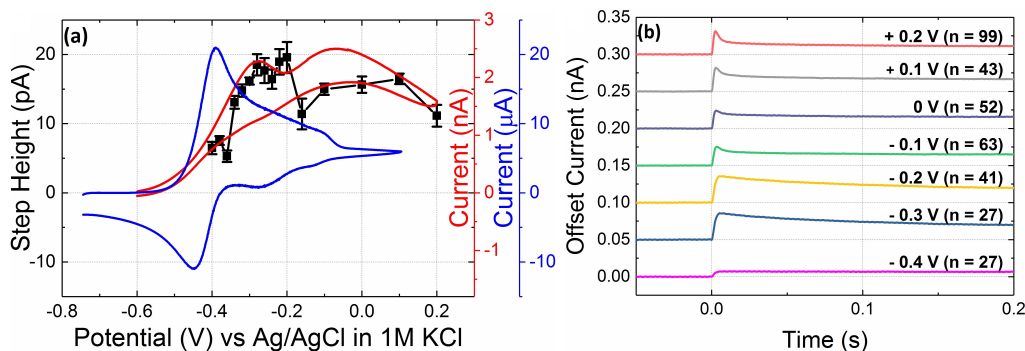 (a)
20
10
0
-10
Step Height (pA)
3
2
1
0
-1
Current (nA)
20
10
0
-10
Current (µA)
-0.8 -0.6 -0.4 -0.2 0.0 0.2
Potential (V) vs Ag/AgCl in 1M KCl
(b)
0.35
0.30
0.25
0.20
0.15
0.10
0.05
0.00
Offset Current (nA)
+ 0.2 V (n = 99)
+ 0.1 V (n = 43)
0 V (n = 52)
- 0.1 V (n = 63)
- 0.2 V (n = 41)
- 0.3 V (n = 27)
- 0.4 V (n = 27)
0.0 0.1 0.2
Time (s)